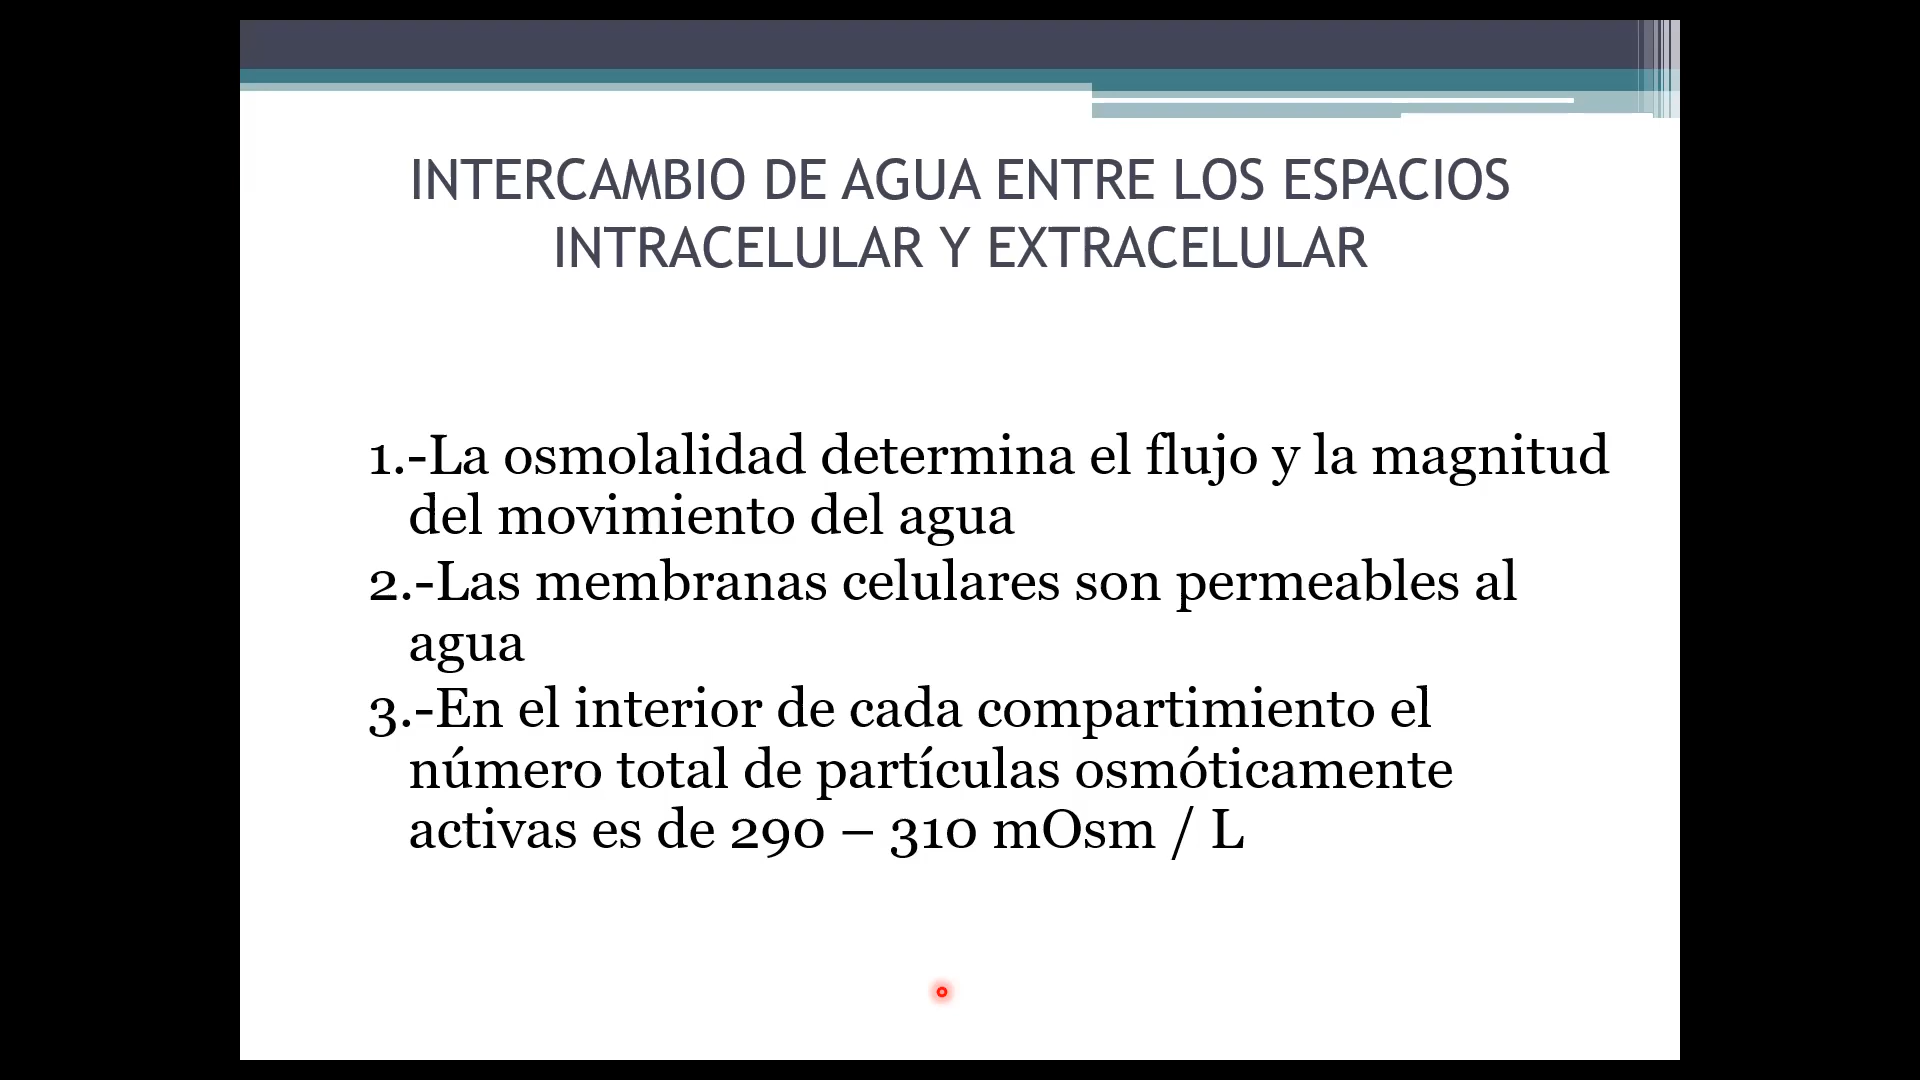 INTERCAMBIO DE AGUA ENTRE LOS ESPACIOS
INTRACELULAR Y EXTRACELULAR
1.-La osmolalidad determina el flujo y la magnitud
del movimiento del agua
2.-Las membranas celulares son permeables al
agua
3.-En el interior de cada compartimiento el
número total de partículas osmóticamente
activas es de 290 – 310 mOsm / L